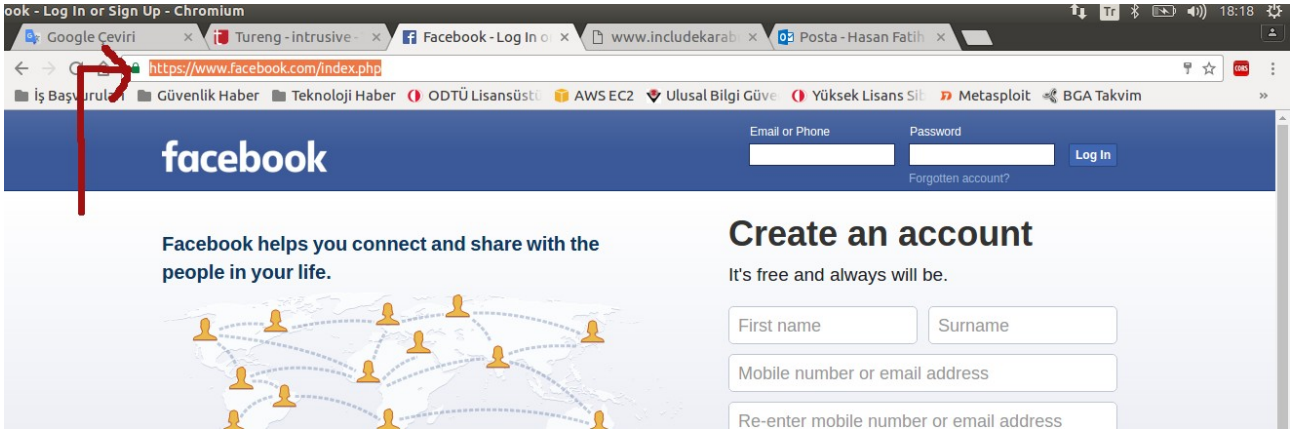 ook - Log In or Sign Up - Chromium
Tr
18:18
Google Çeviri
Tureng - intrusive -
Facebook - Log In o
www.includekarab
Posta - Hasan Fatih
https://www.facebook.com/index.php
CORS
İş Başvuruları
Güvenlik Haber
Teknoloji Haber
ODTÜ Lisansüstü
AWS EC2
Ulusal Bilgi Güve
Yüksek Lisans Sib
Metasploit
BGA Takvim
»
facebook
Email or Phone
Password
Log In
Forgotten account?
Facebook helps you connect and share with the
people in your life.
Create an account
It's free and always will be.
First name
Surname
Mobile number or email address
Re-enter mobile number or email address